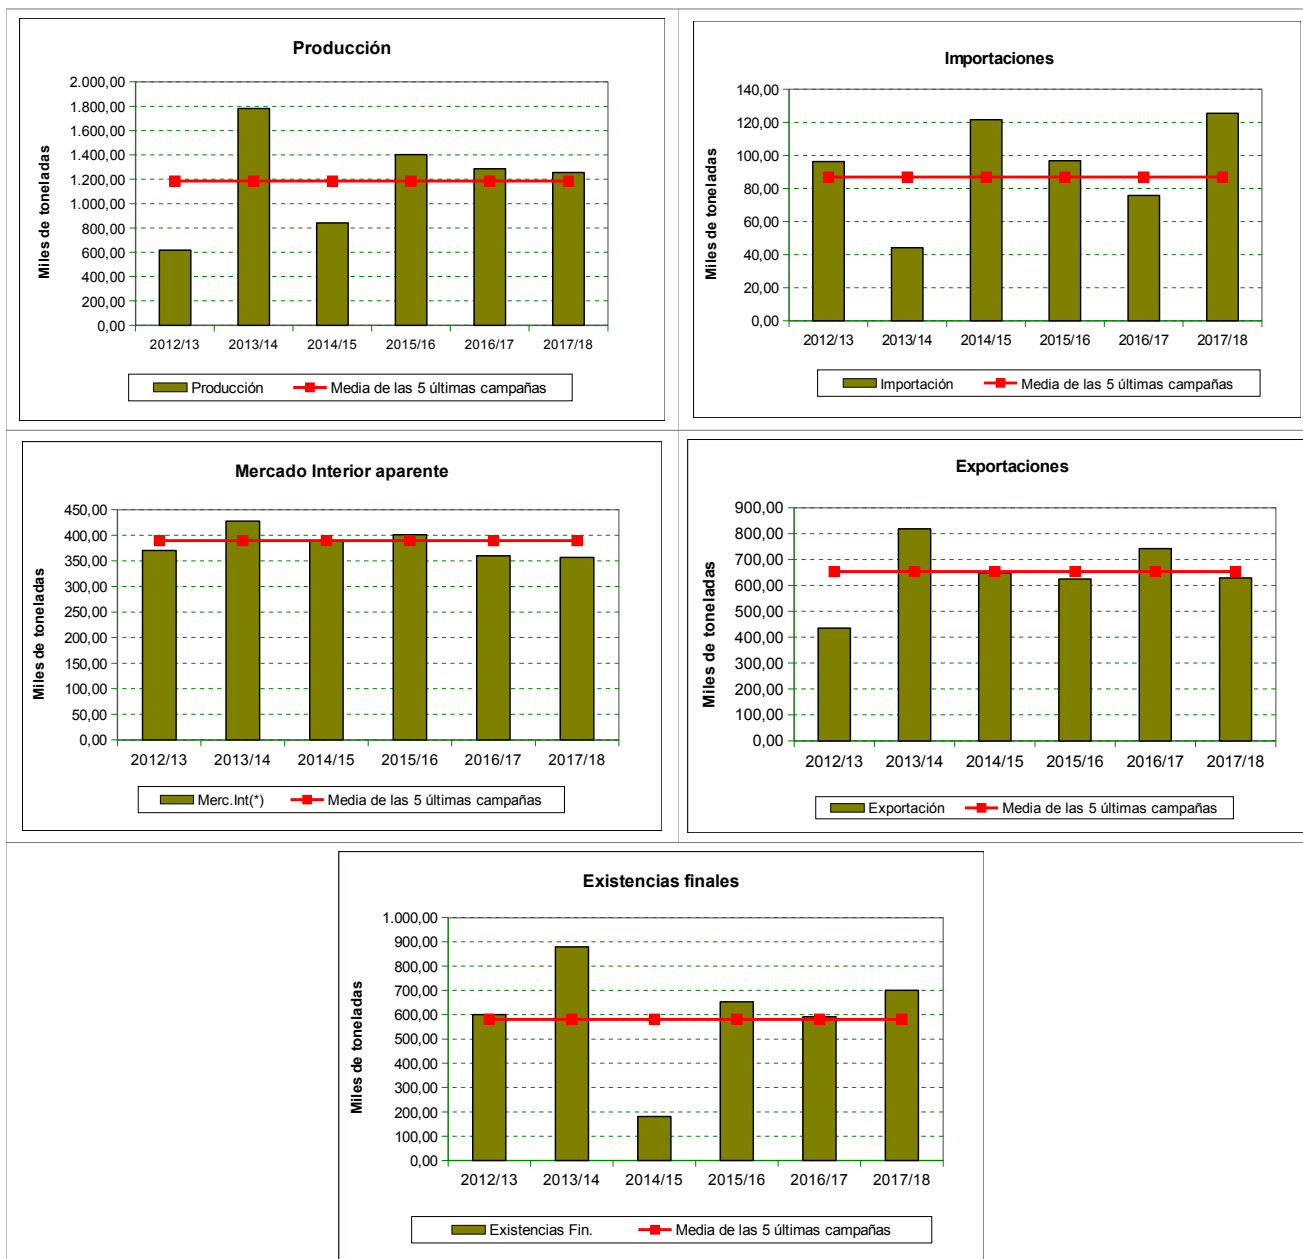 Producción
Miles de toneladas
2.000,00
1.800,00
1.600,00
1.400,00
1.200,00
1.000,00
800,00
600,00
400,00
200,00
0,00
2012/13 2013/14 2014/15 2015/16 2016/17 2017/18
Producción Media de las 5 últimas campañas
Importaciones
Miles de toneladas
140,00
120,00
100,00
80,00
60,00
40,00
20,00
0,00
2012/13 2013/14 2014/15 2015/16 2016/17 2017/18
Importación Media de las 5 últimas campañas
Mercado Interior aparente
Miles de toneladas
450,00
400,00
350,00
300,00
250,00
200,00
150,00
100,00
50,00
0,00
2012/13 2013/14 2014/15 2015/16 2016/17 2017/18
Merc.Int(*) Media de las 5 últimas campañas
Exportaciones
Miles de toneladas
900,00
800,00
700,00
600,00
500,00
400,00
300,00
200,00
100,00
0,00
2012/13 2013/14 2014/15 2015/16 2016/17 2017/18
Exportación Media de las 5 últimas campañas
Existencias finales
Miles de toneladas
1.000,00
900,00
800,00
700,00
600,00
500,00
400,00
300,00
200,00
100,00
0,00
2012/13 2013/14 2014/15 2015/16 2016/17 2017/18
Existencias Fin. Media de las 5 últimas campañas